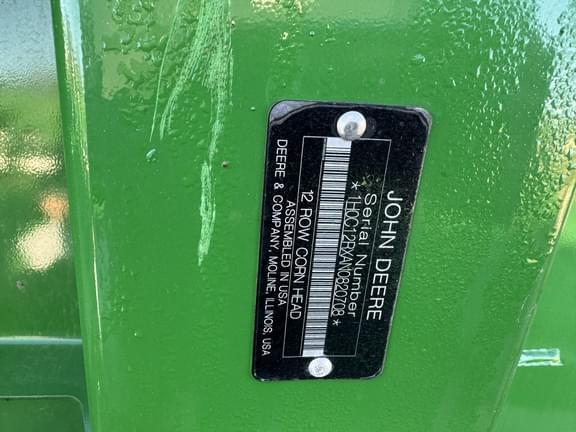 JOHN DEERE
Serial Number
*1H0C12RXAN0820708*
12 ROW CORN HEAD
ASSEMBLED IN USA
DEERE & COMPANY, MOLINE, ILLINOIS, USA